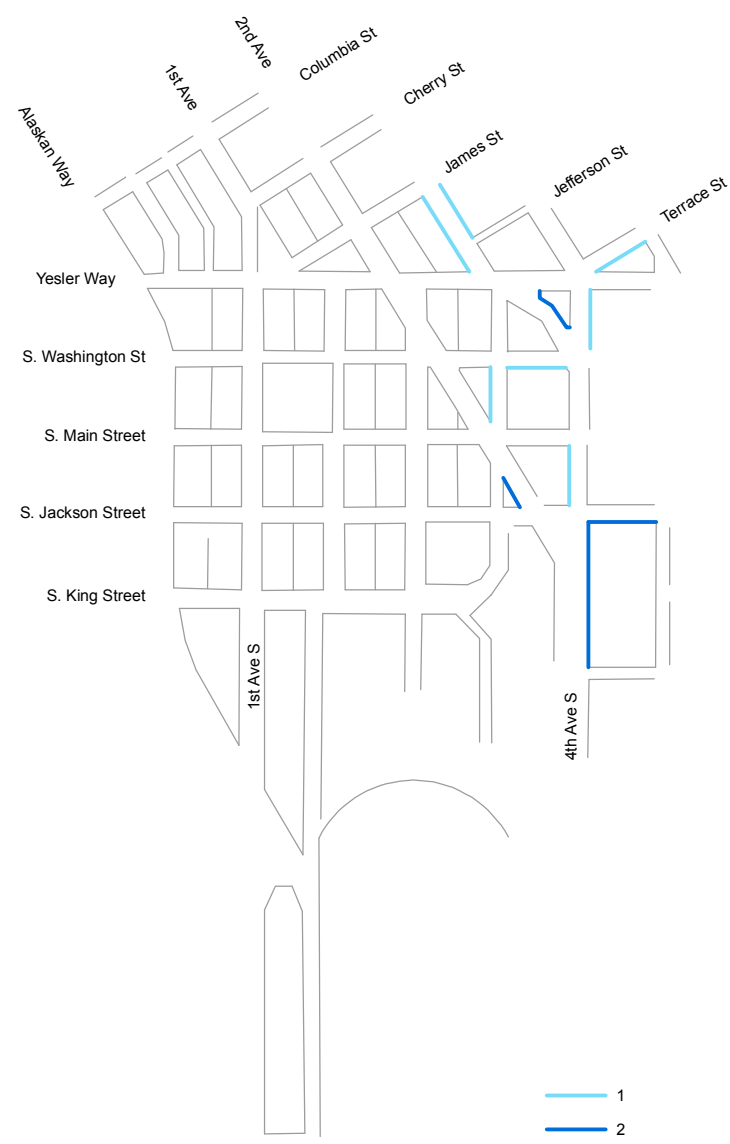 2nd Ave
Columbia St
1st Ave
Cherry St
Alaskan Way
James St
Jefferson St
Terrace St
Yesler Way
S. Washington St
S. Main Street
S. Jackson Street
S. King Street
1st Ave S
4th Ave S
1
2